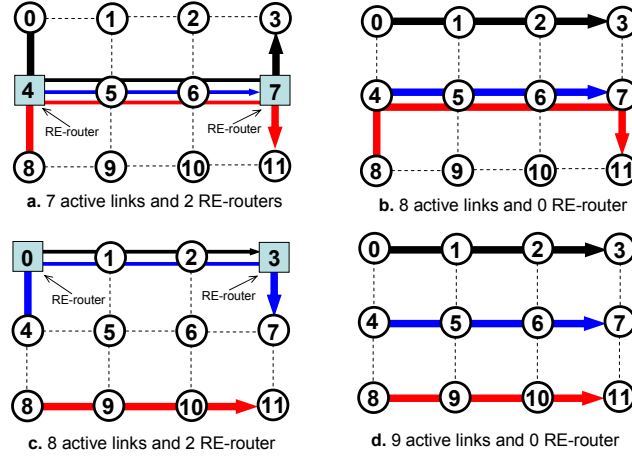 0 1 2 3
4 5 6 7
RE-router RE-router
8 9 10 11
a. 7 active links and 2 RE-routers
0 1 2 3
4 5 6 7
8 9 10 11
b. 8 active links and 0 RE-router
0 1 2 3
RE-router RE-router
4 5 6 7
8 9 10 11
c. 8 active links and 2 RE-router
0 1 2 3
4 5 6 7
8 9 10 11
d. 9 active links and 0 RE-router